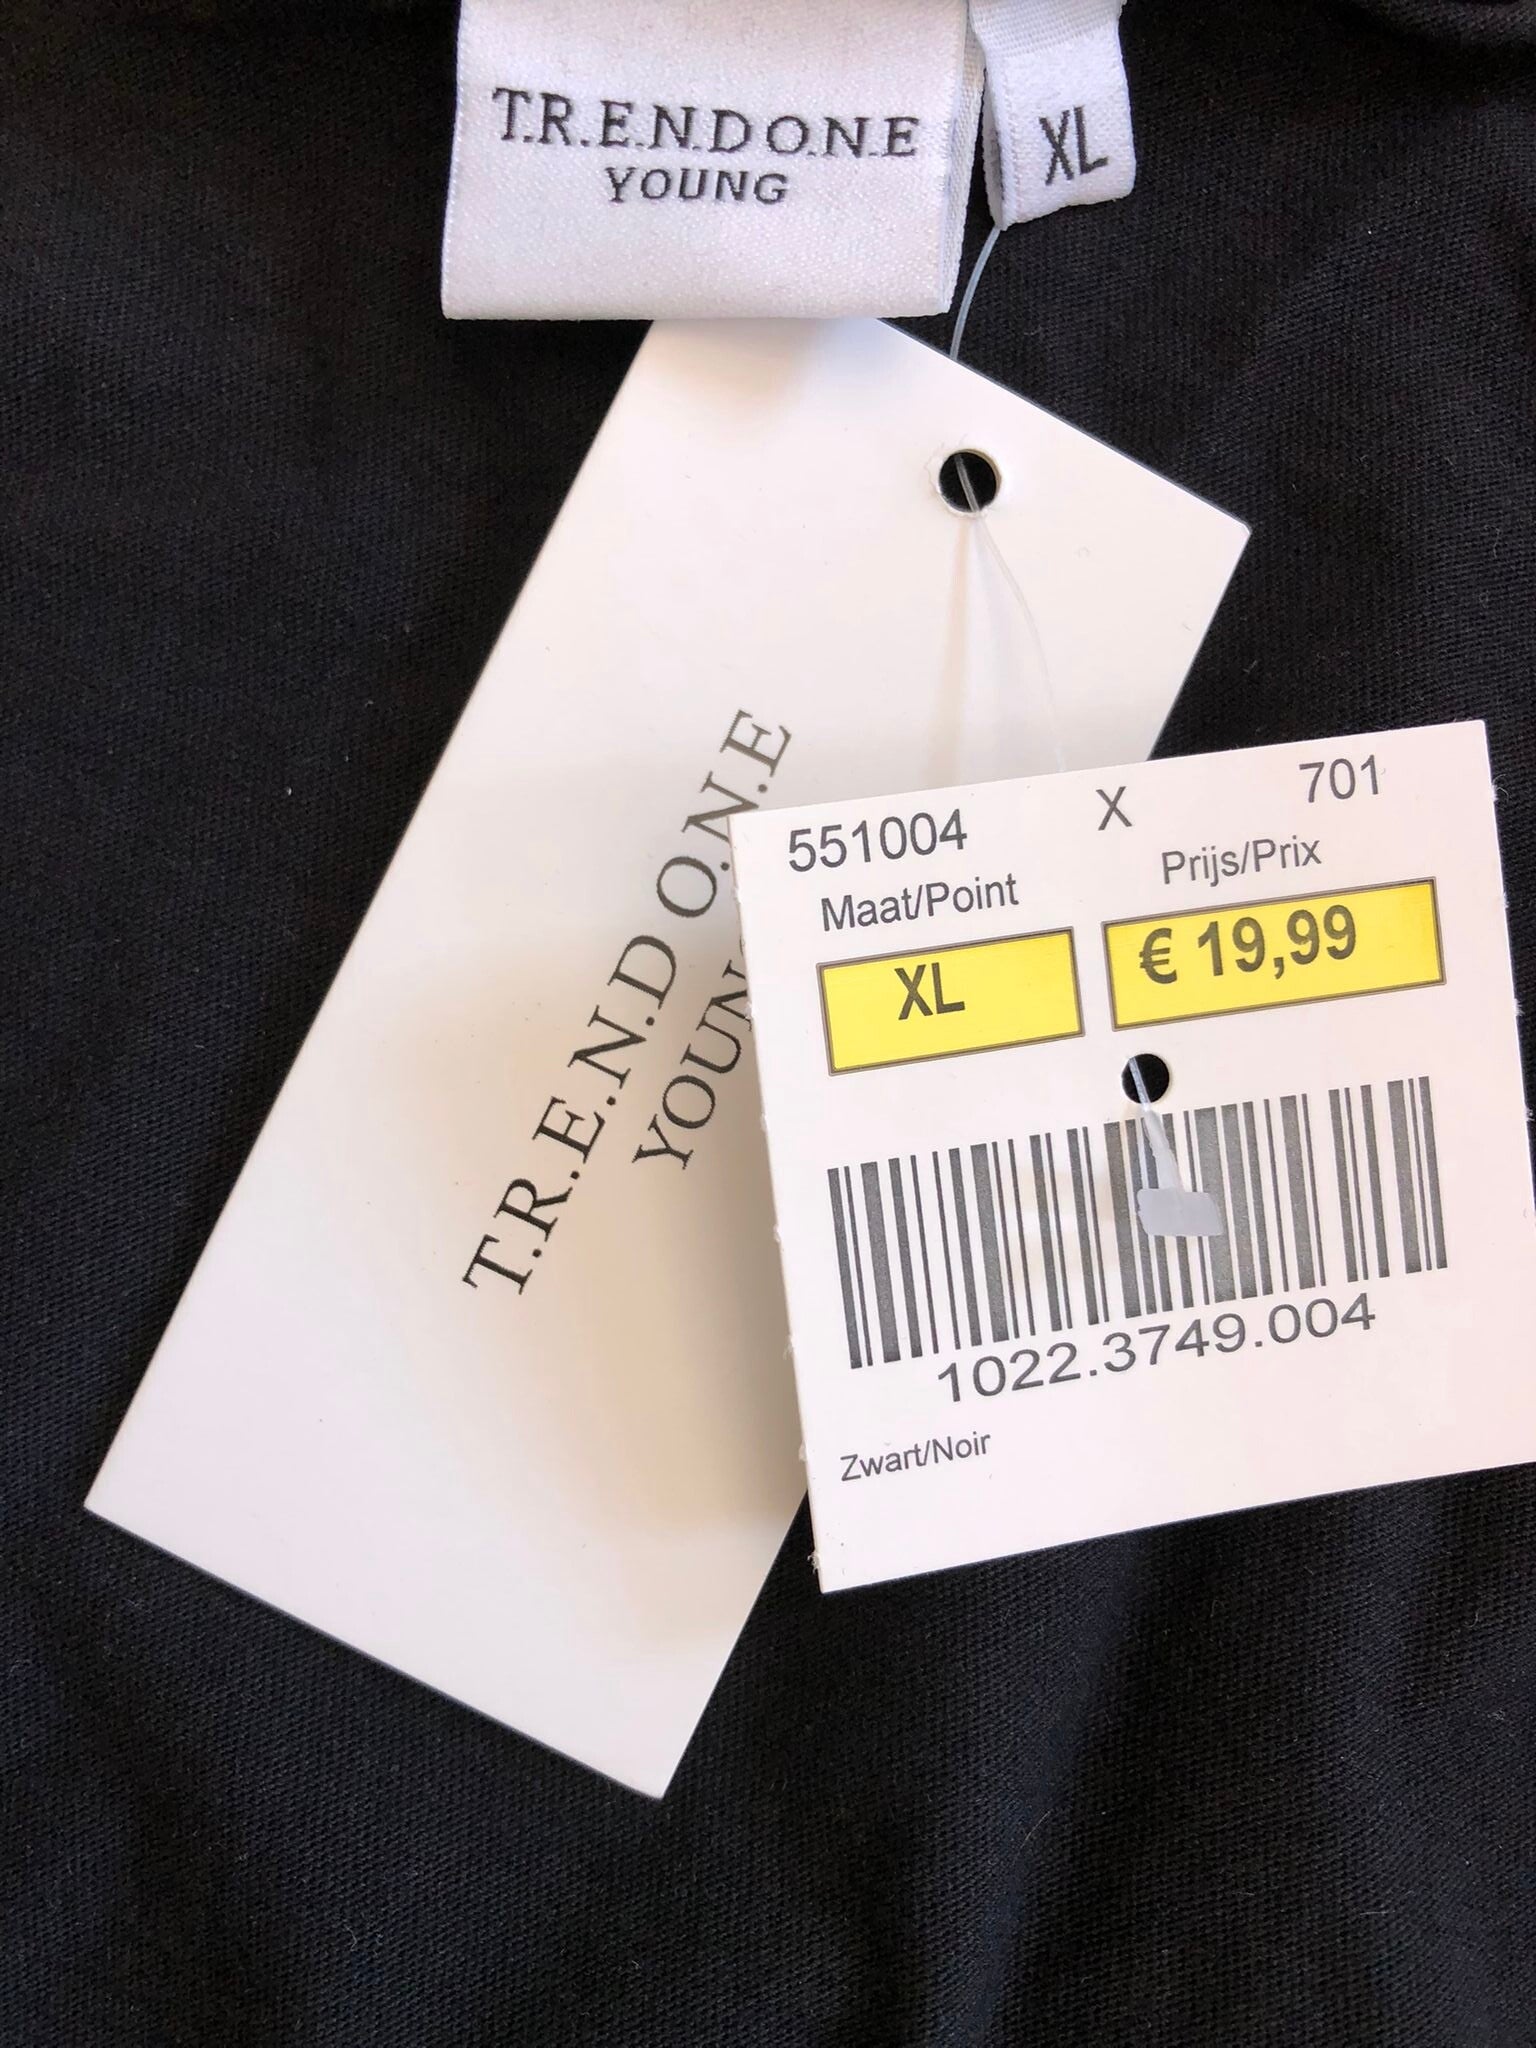 T.R.E.N.D O.N.E
YOUNG
XL
T.R.E.N.D O.N.E
551004 X 701
Maat/Point Prijs/Prix
XL € 19,99
1022.3749.004
Zwart/Noir